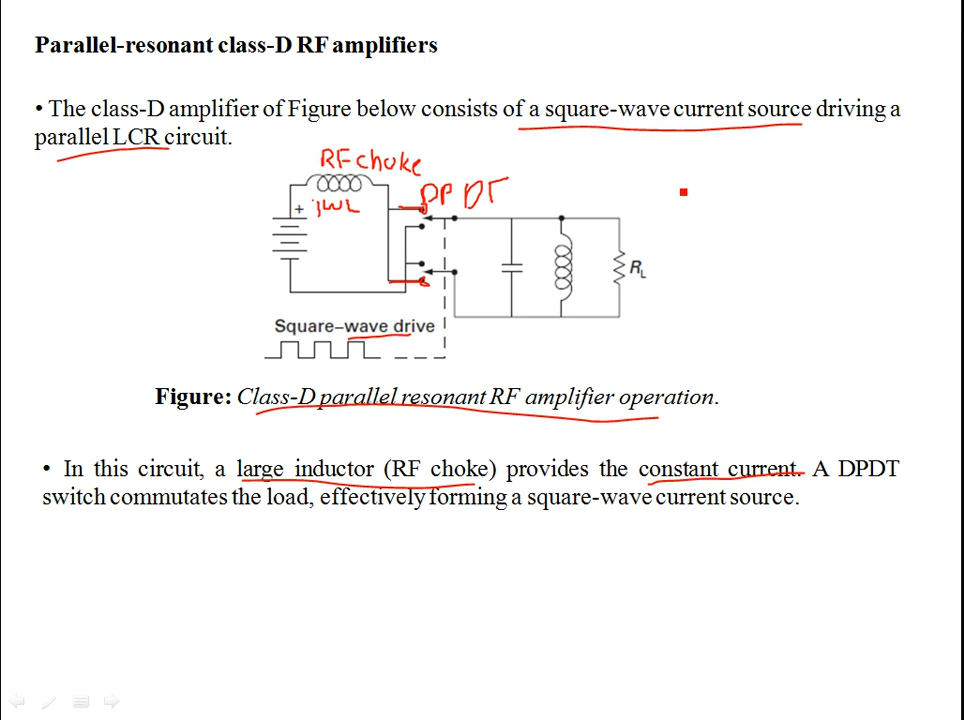 Parallel-resonant class-D RF amplifiers
• The class-D amplifier of Figure below consists of a square-wave current source driving a
parallel LCR circuit.
RF choke
DPDT
+
jWL
RL
Square-wave drive
Figure: Class-D parallel resonant RF amplifier operation.
• In this circuit, a large inductor (RF choke) provides the constant current. A DPDT
switch commutates the load, effectively forming a square-wave current source.